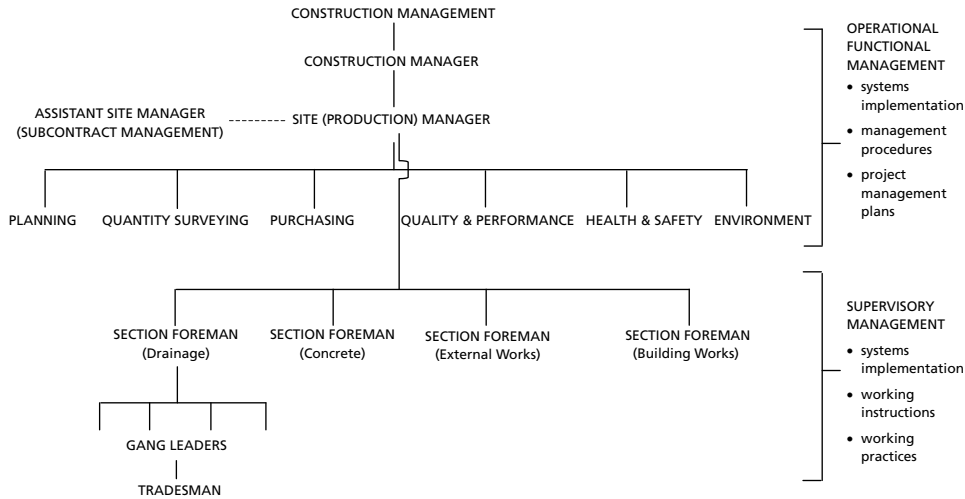 CONSTRUCTION MANAGEMENT
CONSTRUCTION MANAGER
ASSISTANT SITE MANAGER
(SUBCONTRACT MANAGEMENT)
SITE (PRODUCTION) MANAGER
PLANNING
QUANTITY SURVEYING
PURCHASING
QUALITY & PERFORMANCE
HEALTH & SAFETY
ENVIRONMENT
OPERATIONAL
FUNCTIONAL
MANAGEMENT
• systems
implementation
• management
procedures
• project
management
plans
SECTION FOREMAN
(Drainage)
SECTION FOREMAN
(Concrete)
SECTION FOREMAN
(External Works)
SECTION FOREMAN
(Building Works)
GANG LEADERS
TRADESMAN
SUPERVISORY
MANAGEMENT
• systems
implementation
• working
instructions
• working
practices